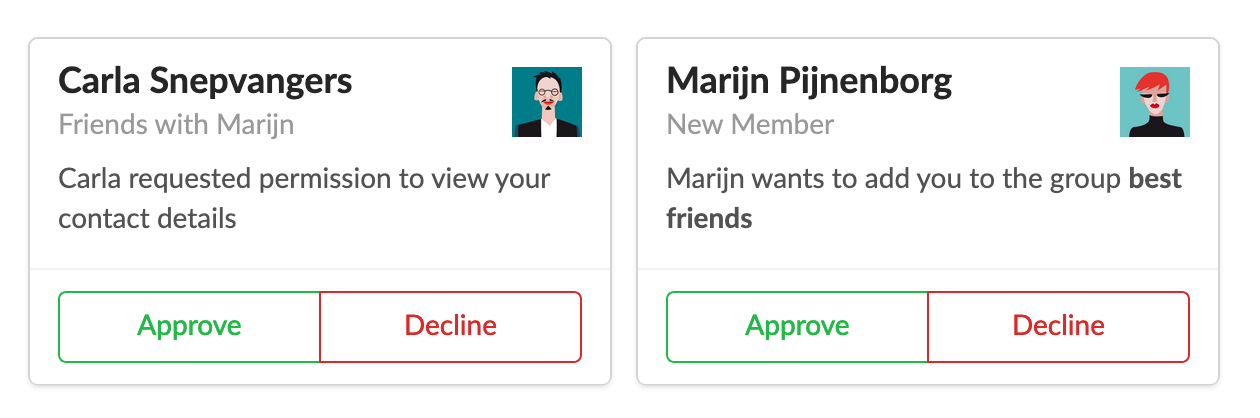 Carla Snepvangers
Friends with Marijn
Carla requested permission to view your
contact details
Approve
Decline
Marijn Pijnenborg
New Member
Marijn wants to add you to the group best
friends
Approve
Decline